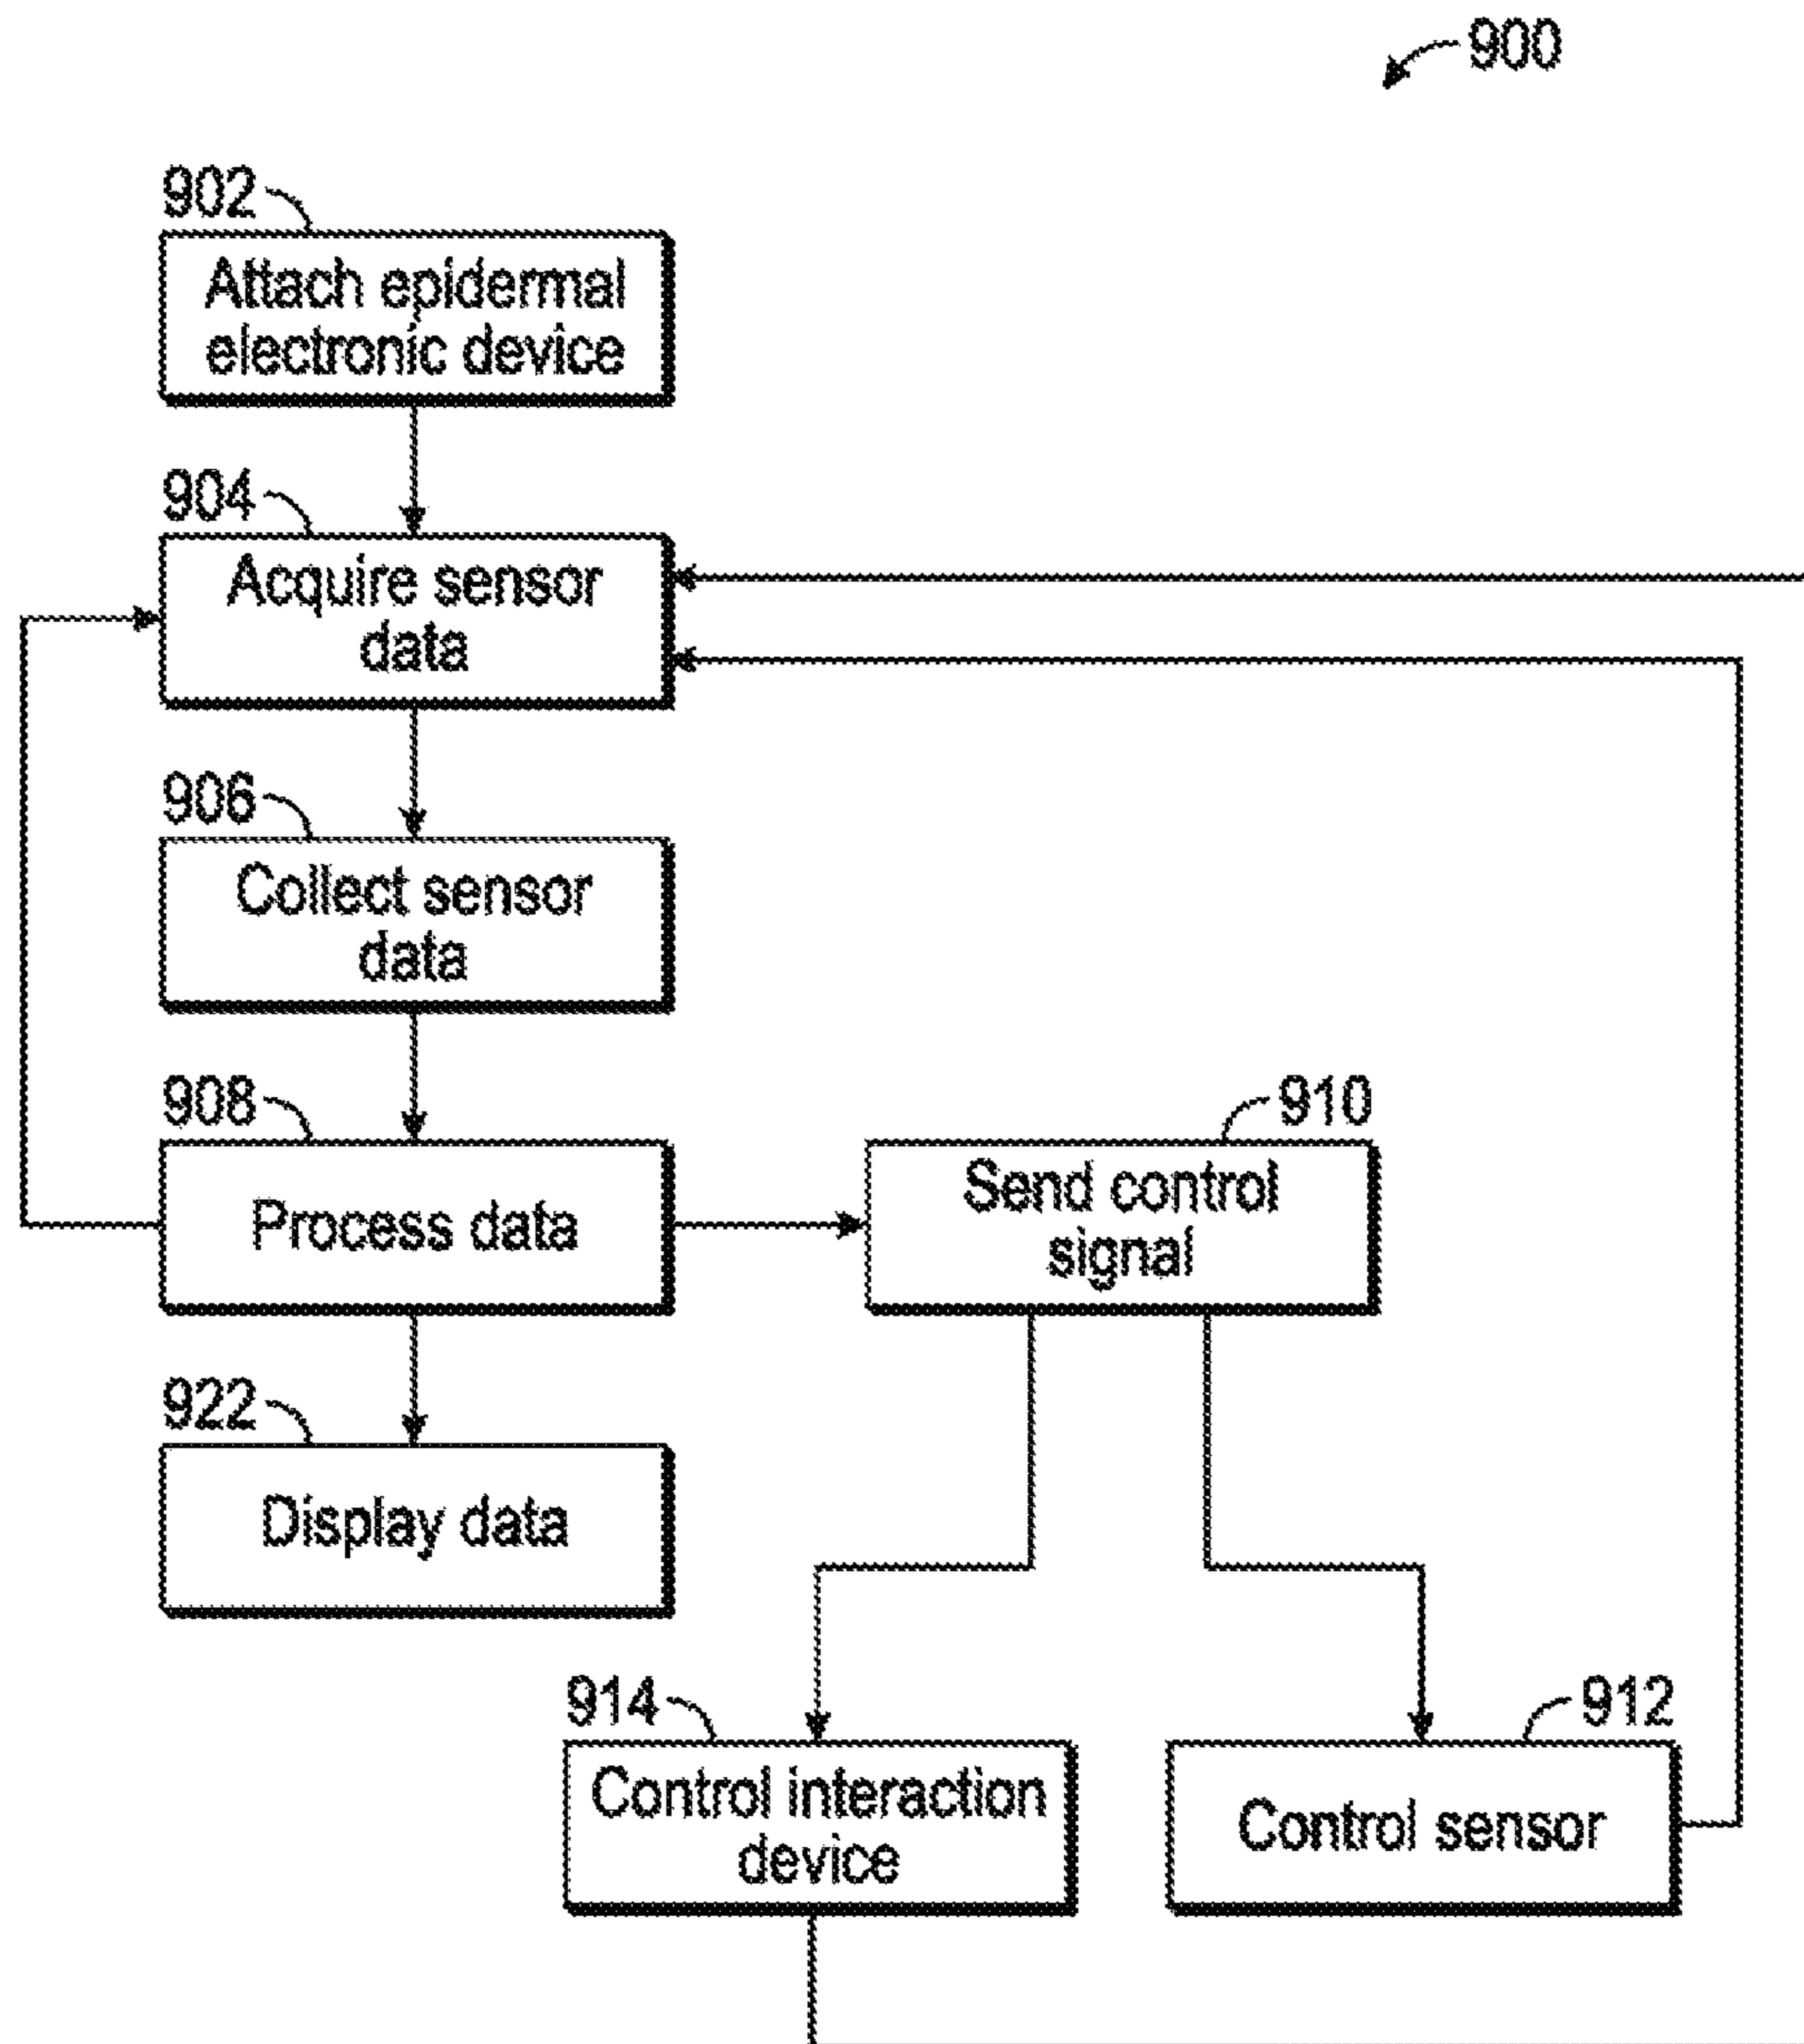 900
902
Attach epidermal
electronic device
904
Acquire sensor
data
906
Collect sensor
data
908
Process data
910
Send control
signal
922
Display data
914
Control interaction
device
912
Control sensor